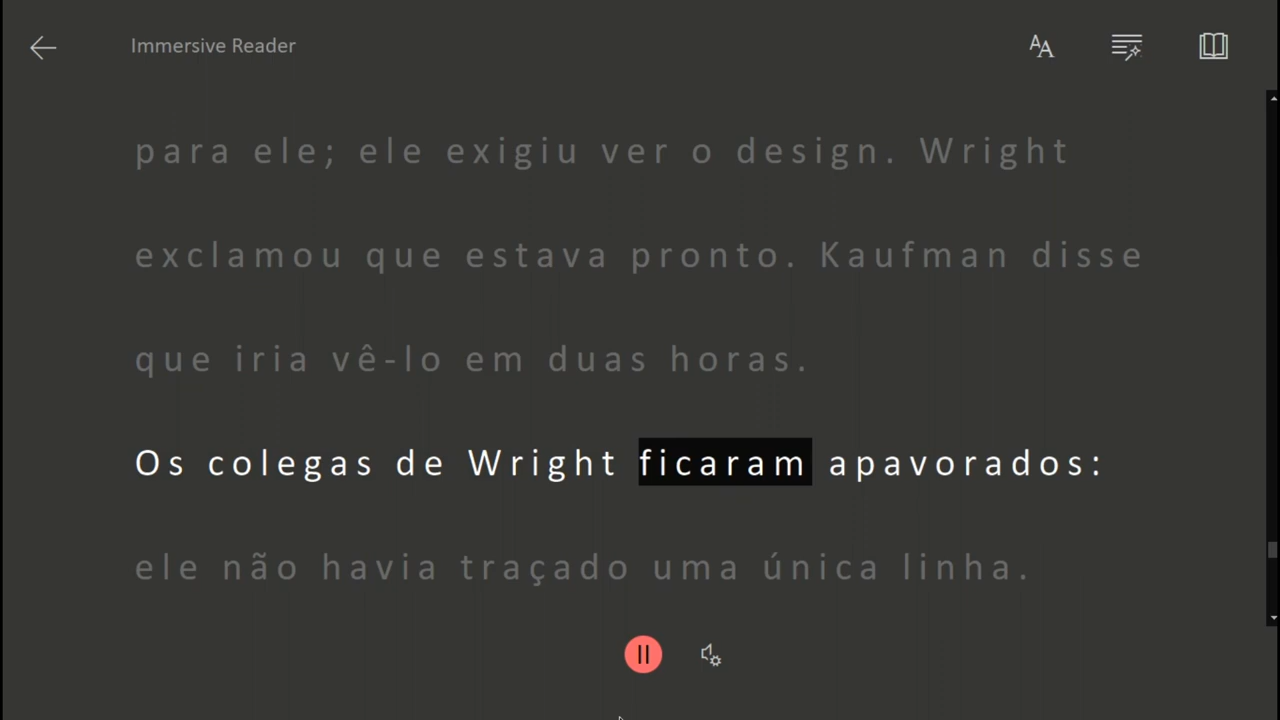 Immersive Reader
para ele; ele exigiu ver o design. Wright
exclamou que estava pronto. Kaufman disse
que iria vê-lo em duas horas.
Os colegas de Wright ficaram apavorados:
ele não havia traçado uma única linha.